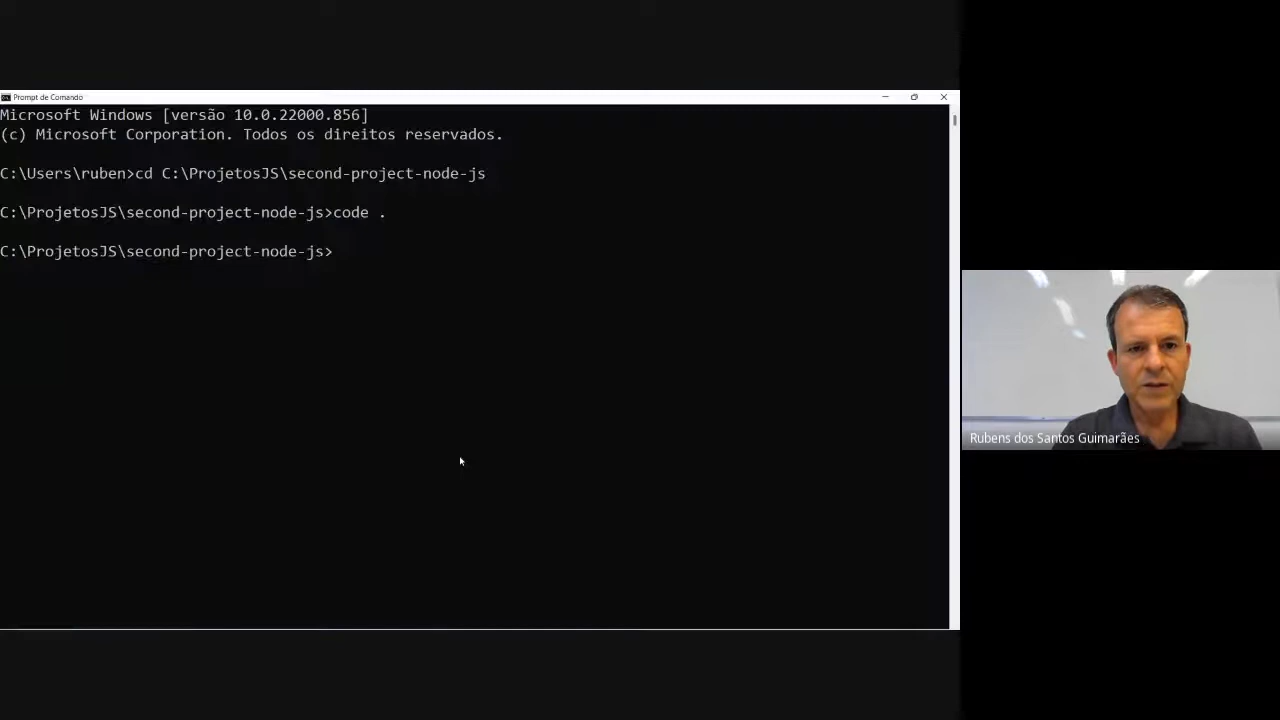 Prompt de Comando
Microsoft Windows [versão 10.0.22000.856]
(c) Microsoft Corporation. Todos os direitos reservados.
C:\Users\ruben>cd C:\ProjetosJS\second-project-node-js
C:\ProjetosJS\second-project-node-js>code .
C:\ProjetosJS\second-project-node-js>
Rubens dos Santos Guimarães